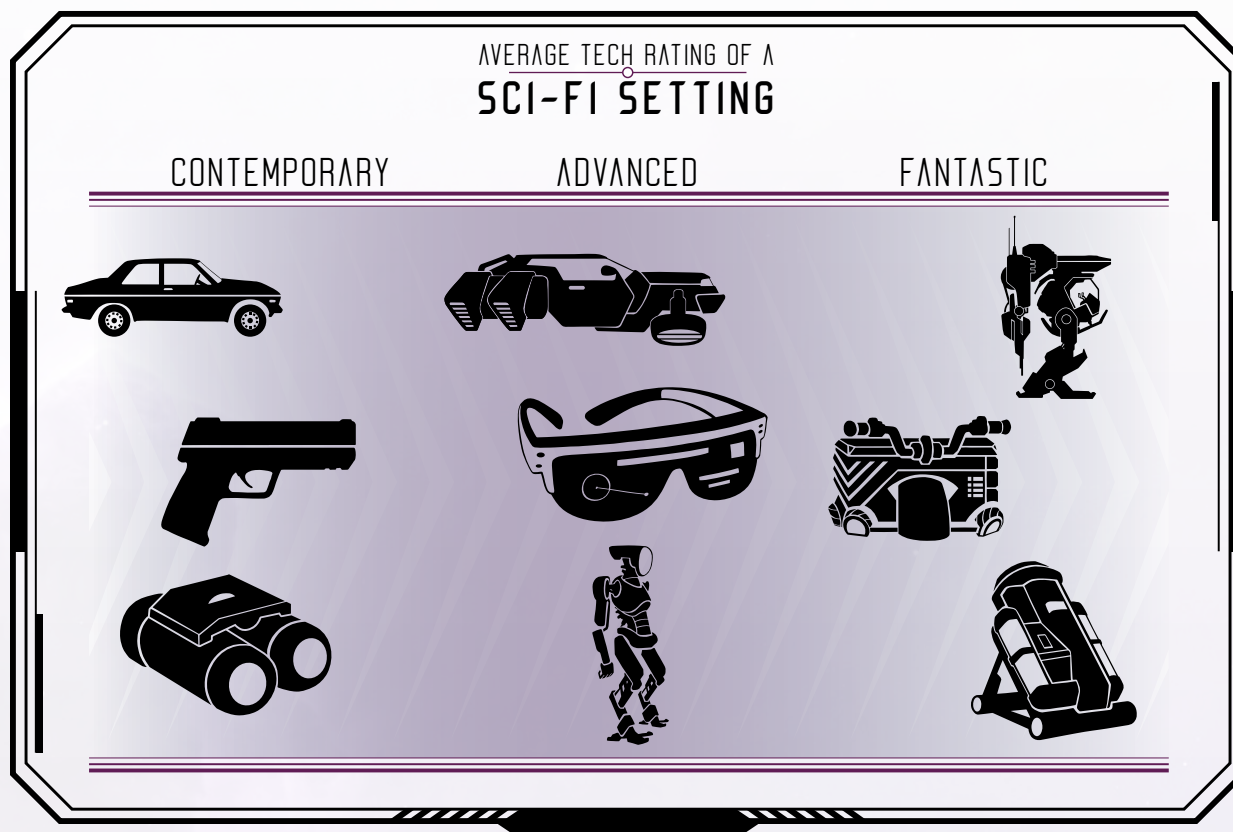 AVERAGE TECH RATING OF A
SCI-FI SETTING
CONTEMPORARY ADVANCED FANTASTIC